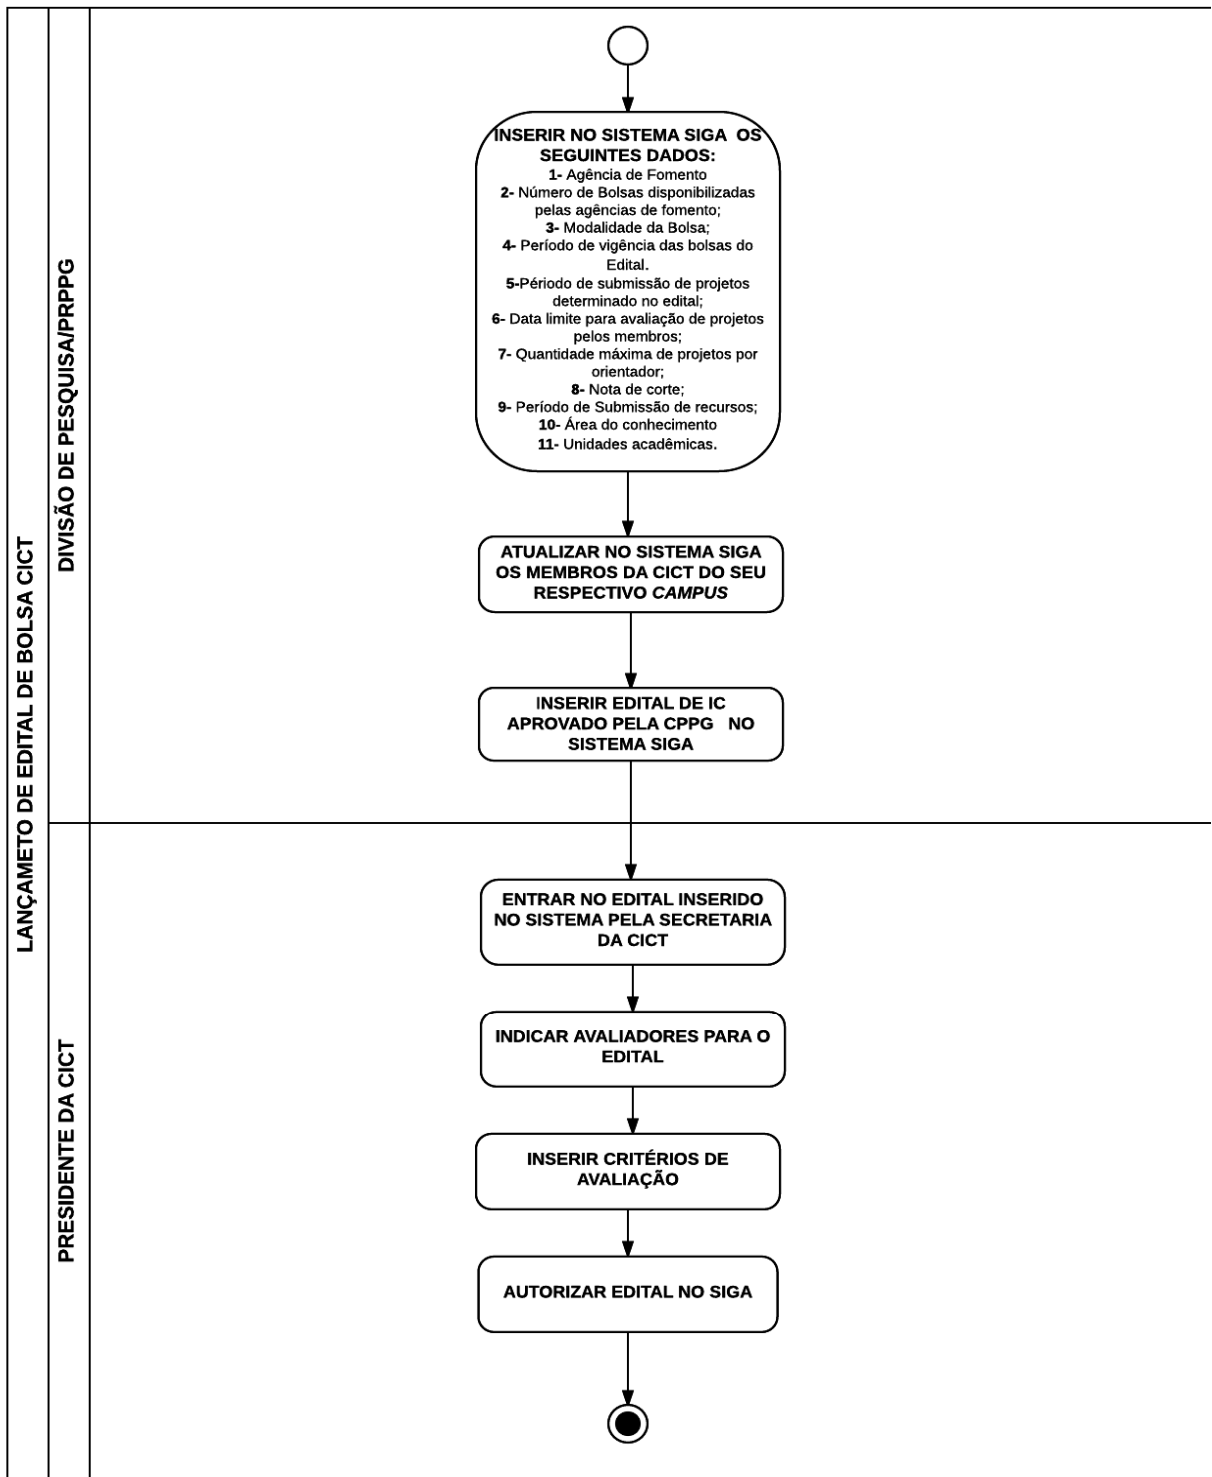 LANÇAMETO DE EDITAL DE BOLSA CICT
DIVISÃO DE PESQUISA/PRPPG
INSERIR NO SISTEMA SIGA OS
SEGUINTES DADOS:
1- Agência de Fomento
2- Número de Bolsas disponibilizadas
pelas agências de fomento;
3- Modalidade da Bolsa;
4- Período de vigência das bolsas do
Edital.
5-Périodo de submissão de projetos
determinado no edital;
6- Data limite para avaliação de projetos
pelos membros;
7- Quantidade máxima de projetos por
orientador;
8- Nota de corte;
9- Período de Submissão de recursos;
10- Área do conhecimento
11- Unidades acadêmicas.
ATUALIZAR NO SISTEMA SIGA
OS MEMBROS DA CICT DO SEU
RESPECTIVO CAMPUS
INSERIR EDITAL DE IC
APROVADO PELA CPPG NO
SISTEMA SIGA
PRESIDENTE DA CICT
ENTRAR NO EDITAL INSERIDO
NO SISTEMA PELA SECRETARIA
DA CICT
INDICAR AVALIADORES PARA O
EDITAL
INSERIR CRITÉRIOS DE
AVALIAÇÃO
AUTORIZAR EDITAL NO SIGA